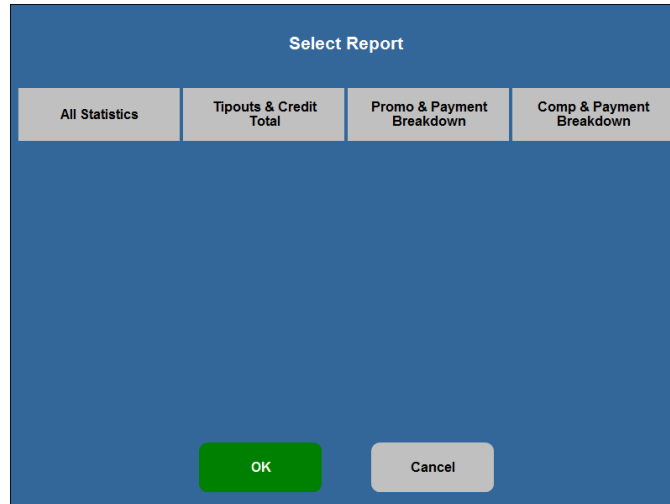 Select Report
All Statistics
Tipouts & Credit
Total
Promo & Payment
Breakdown
Comp & Payment
Breakdown
OK
Cancel